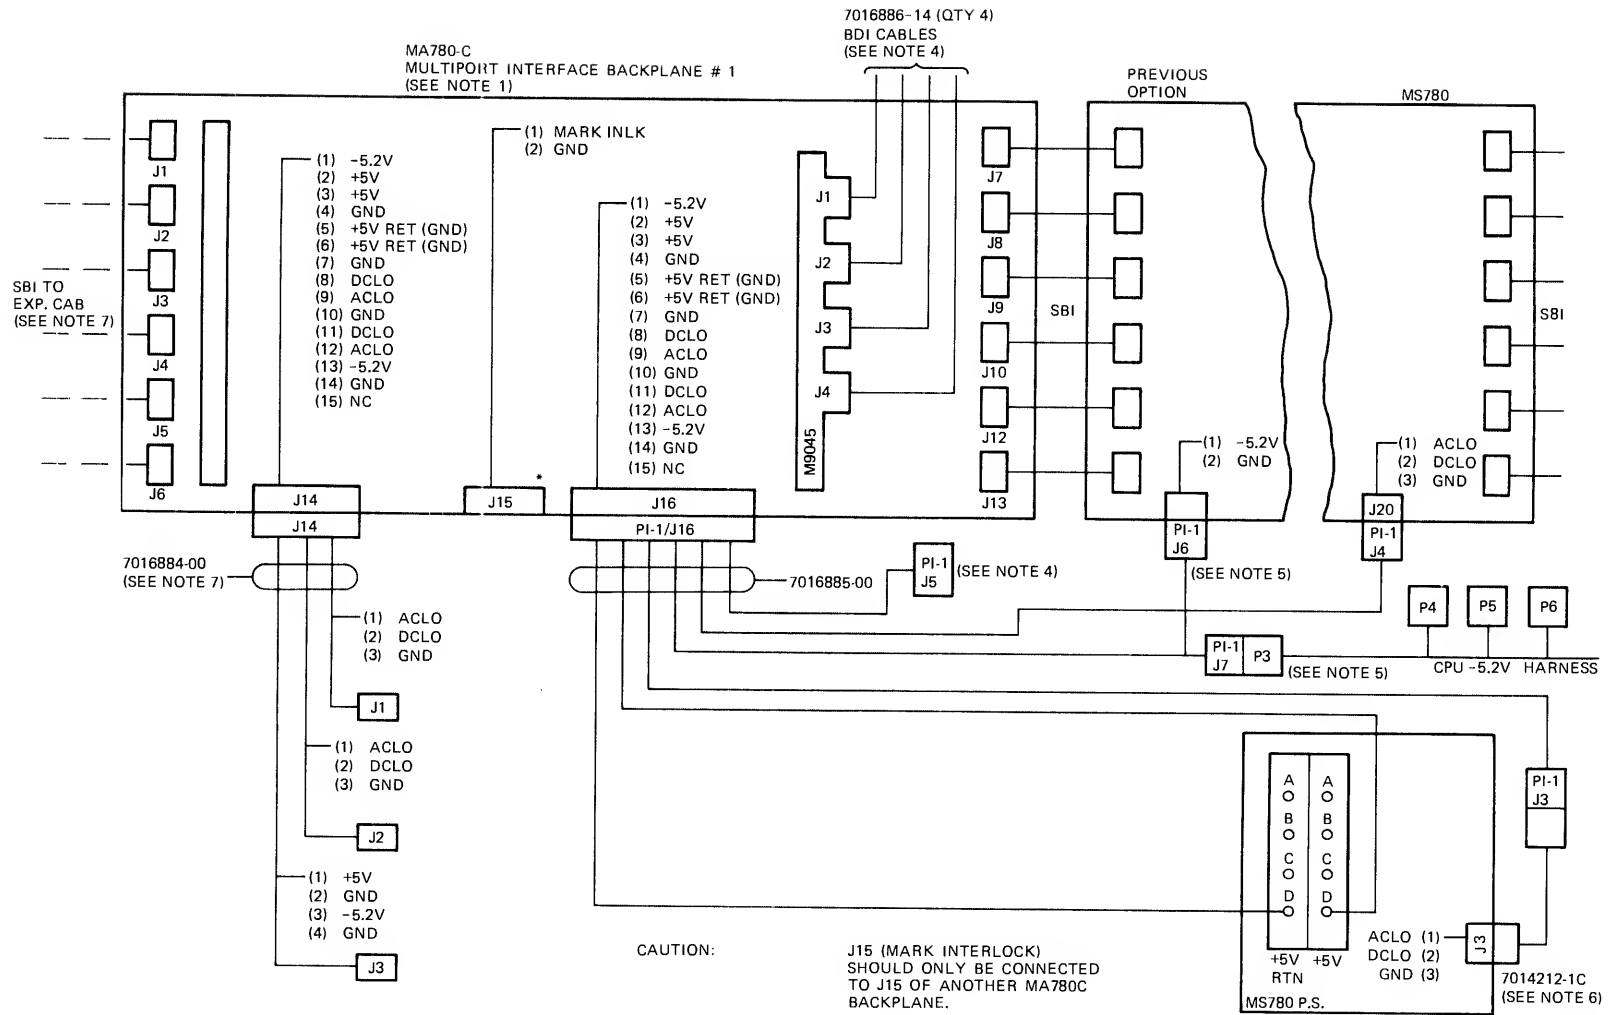 7016886-14 (QTY 4)
BDI CABLES
(SEE NOTE 4)
MA780-C
MULTIPORT INTERFACE BACKPLANE # 1
(SEE NOTE 1)
PREVIOUS
OPTION
MS780
J1
J2
J3
J4
J5
J6
SBI TO
EXP. CAB
(SEE NOTE 7)
(1) -5.2V
(2) +5V
(3) +5V
(4) GND
(5) +5V RET (GND)
(6) +5V RET (GND)
(7) GND
(8) DCLO
(9) ACLO
(10) GND
(11) DCLO
(12) ACLO
(13) -5.2V
(14) GND
(15) NC
(1) MARK INLK
(2) GND
(1) -5.2V
(2) +5V
(3) +5V
(4) GND
(5) +5V RET (GND)
(6) +5V RET (GND)
(7) GND
(8) DCLO
(9) ACLO
(10) GND
(11) DCLO
(12) ACLO
(13) -5.2V
(14) GND
(15) NC
J1
J2
J3
J4
M9045
J7
J8
J9
J10
J12
J13
SBI
S8I
(1) -5.2V
(2) GND
(1) ACLO
(2) DCLO
(3) GND
J14
J14
J15
*
J16
PI-1/J16
PI-1
J6
J20
PI-1
J4
7016884-00
(SEE NOTE 7)
7016885-00
PI-1
J5
(SEE NOTE 4)
(SEE NOTE 5)
P4
P5
P6
PI-1
J7
P3
(SEE NOTE 5)
CPU -5.2V HARNESS
(1) ACLO
(2) DCLO
(3) GND
J1
(1) ACLO
(2) DCLO
(3) GND
J2
(1) +5V
(2) GND
(3) -5.2V
(4) GND
J3
A A
B B
C C
D D
+5V +5V
RTN
PI-1
J3
ACLO (1)
DCLO (2)
GND (3)
J3
7014212-1C
(SEE NOTE 6)
MS780 P.S.
CAUTION:
J15 (MARK INTERLOCK)
SHOULD ONLY BE CONNECTED
TO J15 OF ANOTHER MA780C
BACKPLANE.